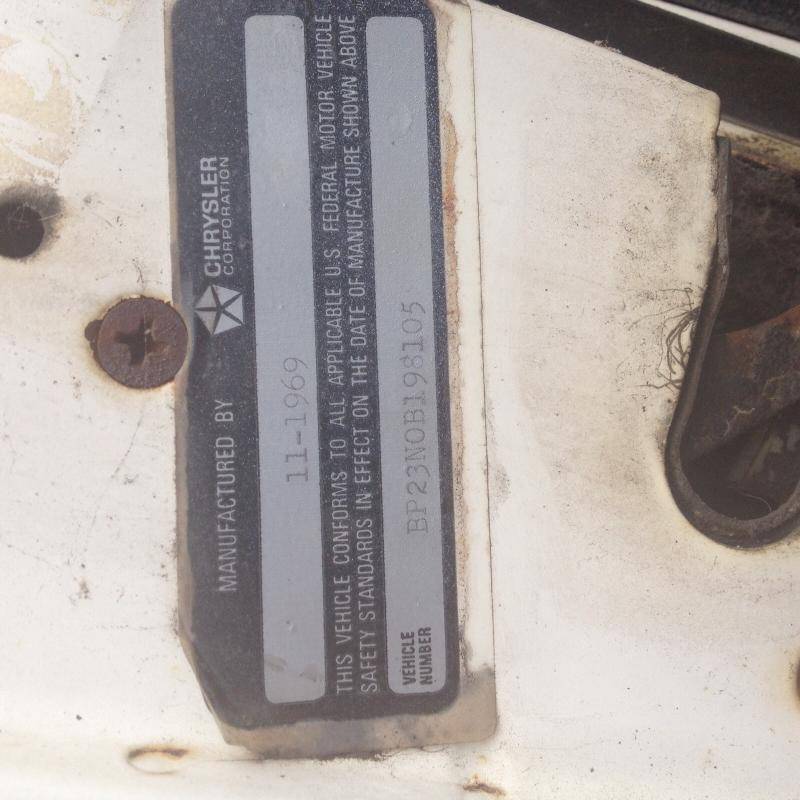 MANUFACTURED BY CHRYSLER CORPORATION
11-1969
THIS VEHICLE CONFORMS TO ALL APPLICABLE U.S. FEDERAL MOTOR VEHICLE
SAFETY STANDARDS IN EFFECT ON THE DATE OF MANUFACTURE SHOWN ABOVE
VEHICLE NUMBER BP23N0B198105